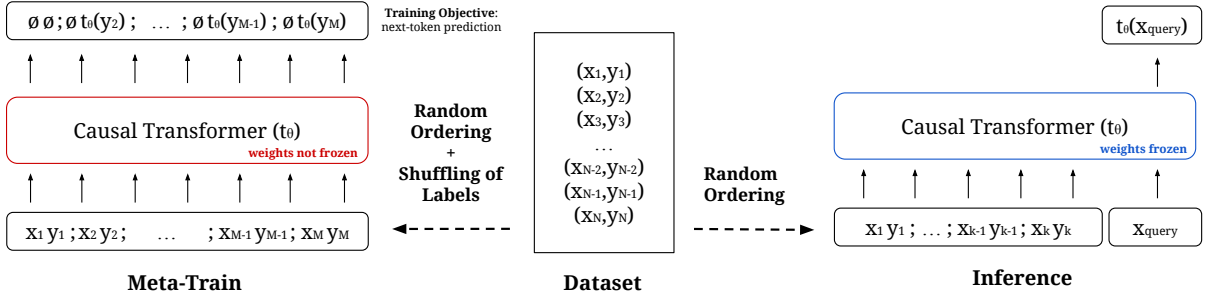 ø ø ; ø tθ(y2) ; … ; ø tθ(yM-1) ; ø tθ(yM)
Training Objective:
next-token prediction
Causal Transformer (tθ)
weights not frozen
x1 y1 ; x2 y2 ; … ; xM-1 yM-1 ; xM yM
Meta-Train
Random
Ordering
+
Shuffling of
Labels
(x1,y1)
(x2,y2)
(x3,y3)
…
(xN-2,yN-2)
(xN-1,yN-1)
(xN,yN)
Dataset
Random
Ordering
tθ(xquery)
Causal Transformer (tθ)
weights frozen
x1 y1 ; … ; xk-1 yk-1 ; xk yk
xquery
Inference